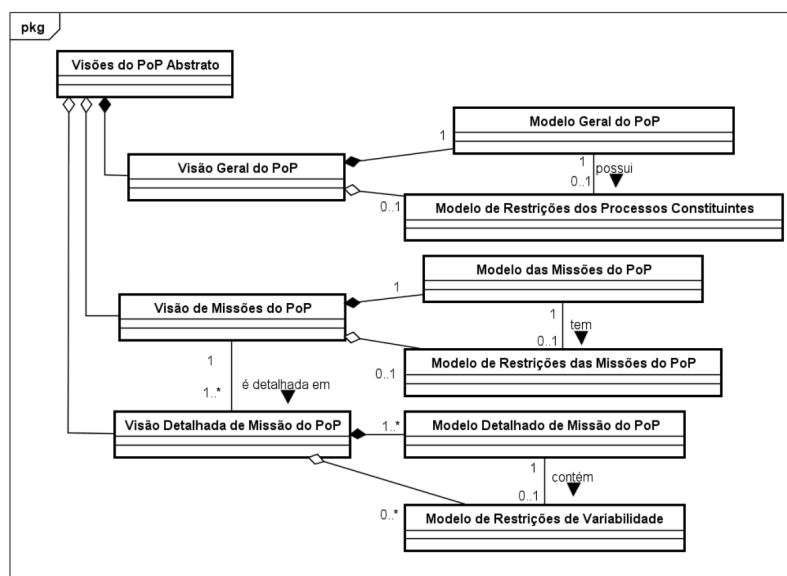 pkg
Visões do PoP Abstrato
Modelo Geral do PoP
1
Visão Geral do PoP
1
possui
0..1
0..1
Modelo de Restrições dos Processos Constituintes
Modelo das Missões do PoP
1
Visão de Missões do PoP
1
tem
0..1
1
Modelo de Restrições das Missões do PoP
0..1
é detalhada em
1..*
Visão Detalhada de Missão do PoP
1..*
Modelo Detalhado de Missão do PoP
1
contém
0..1
0..*
Modelo de Restrições de Variabilidade